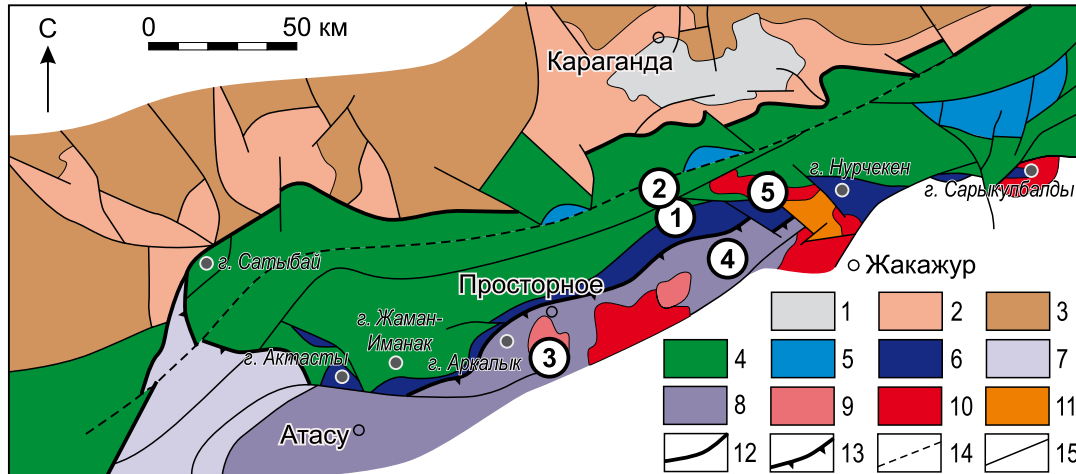 С
0 50 км
Караганда
2
5
г. Нурчекен
г. Сарыкулбалды
1
г. Сатыбай
4
Жакажур
Просторное
г. Жаман-
Иманак
г. Актасты
г. Аркалык
3
Атасу
1 2 3
4 5 6 7
8 9 10 11
12 13 14 15